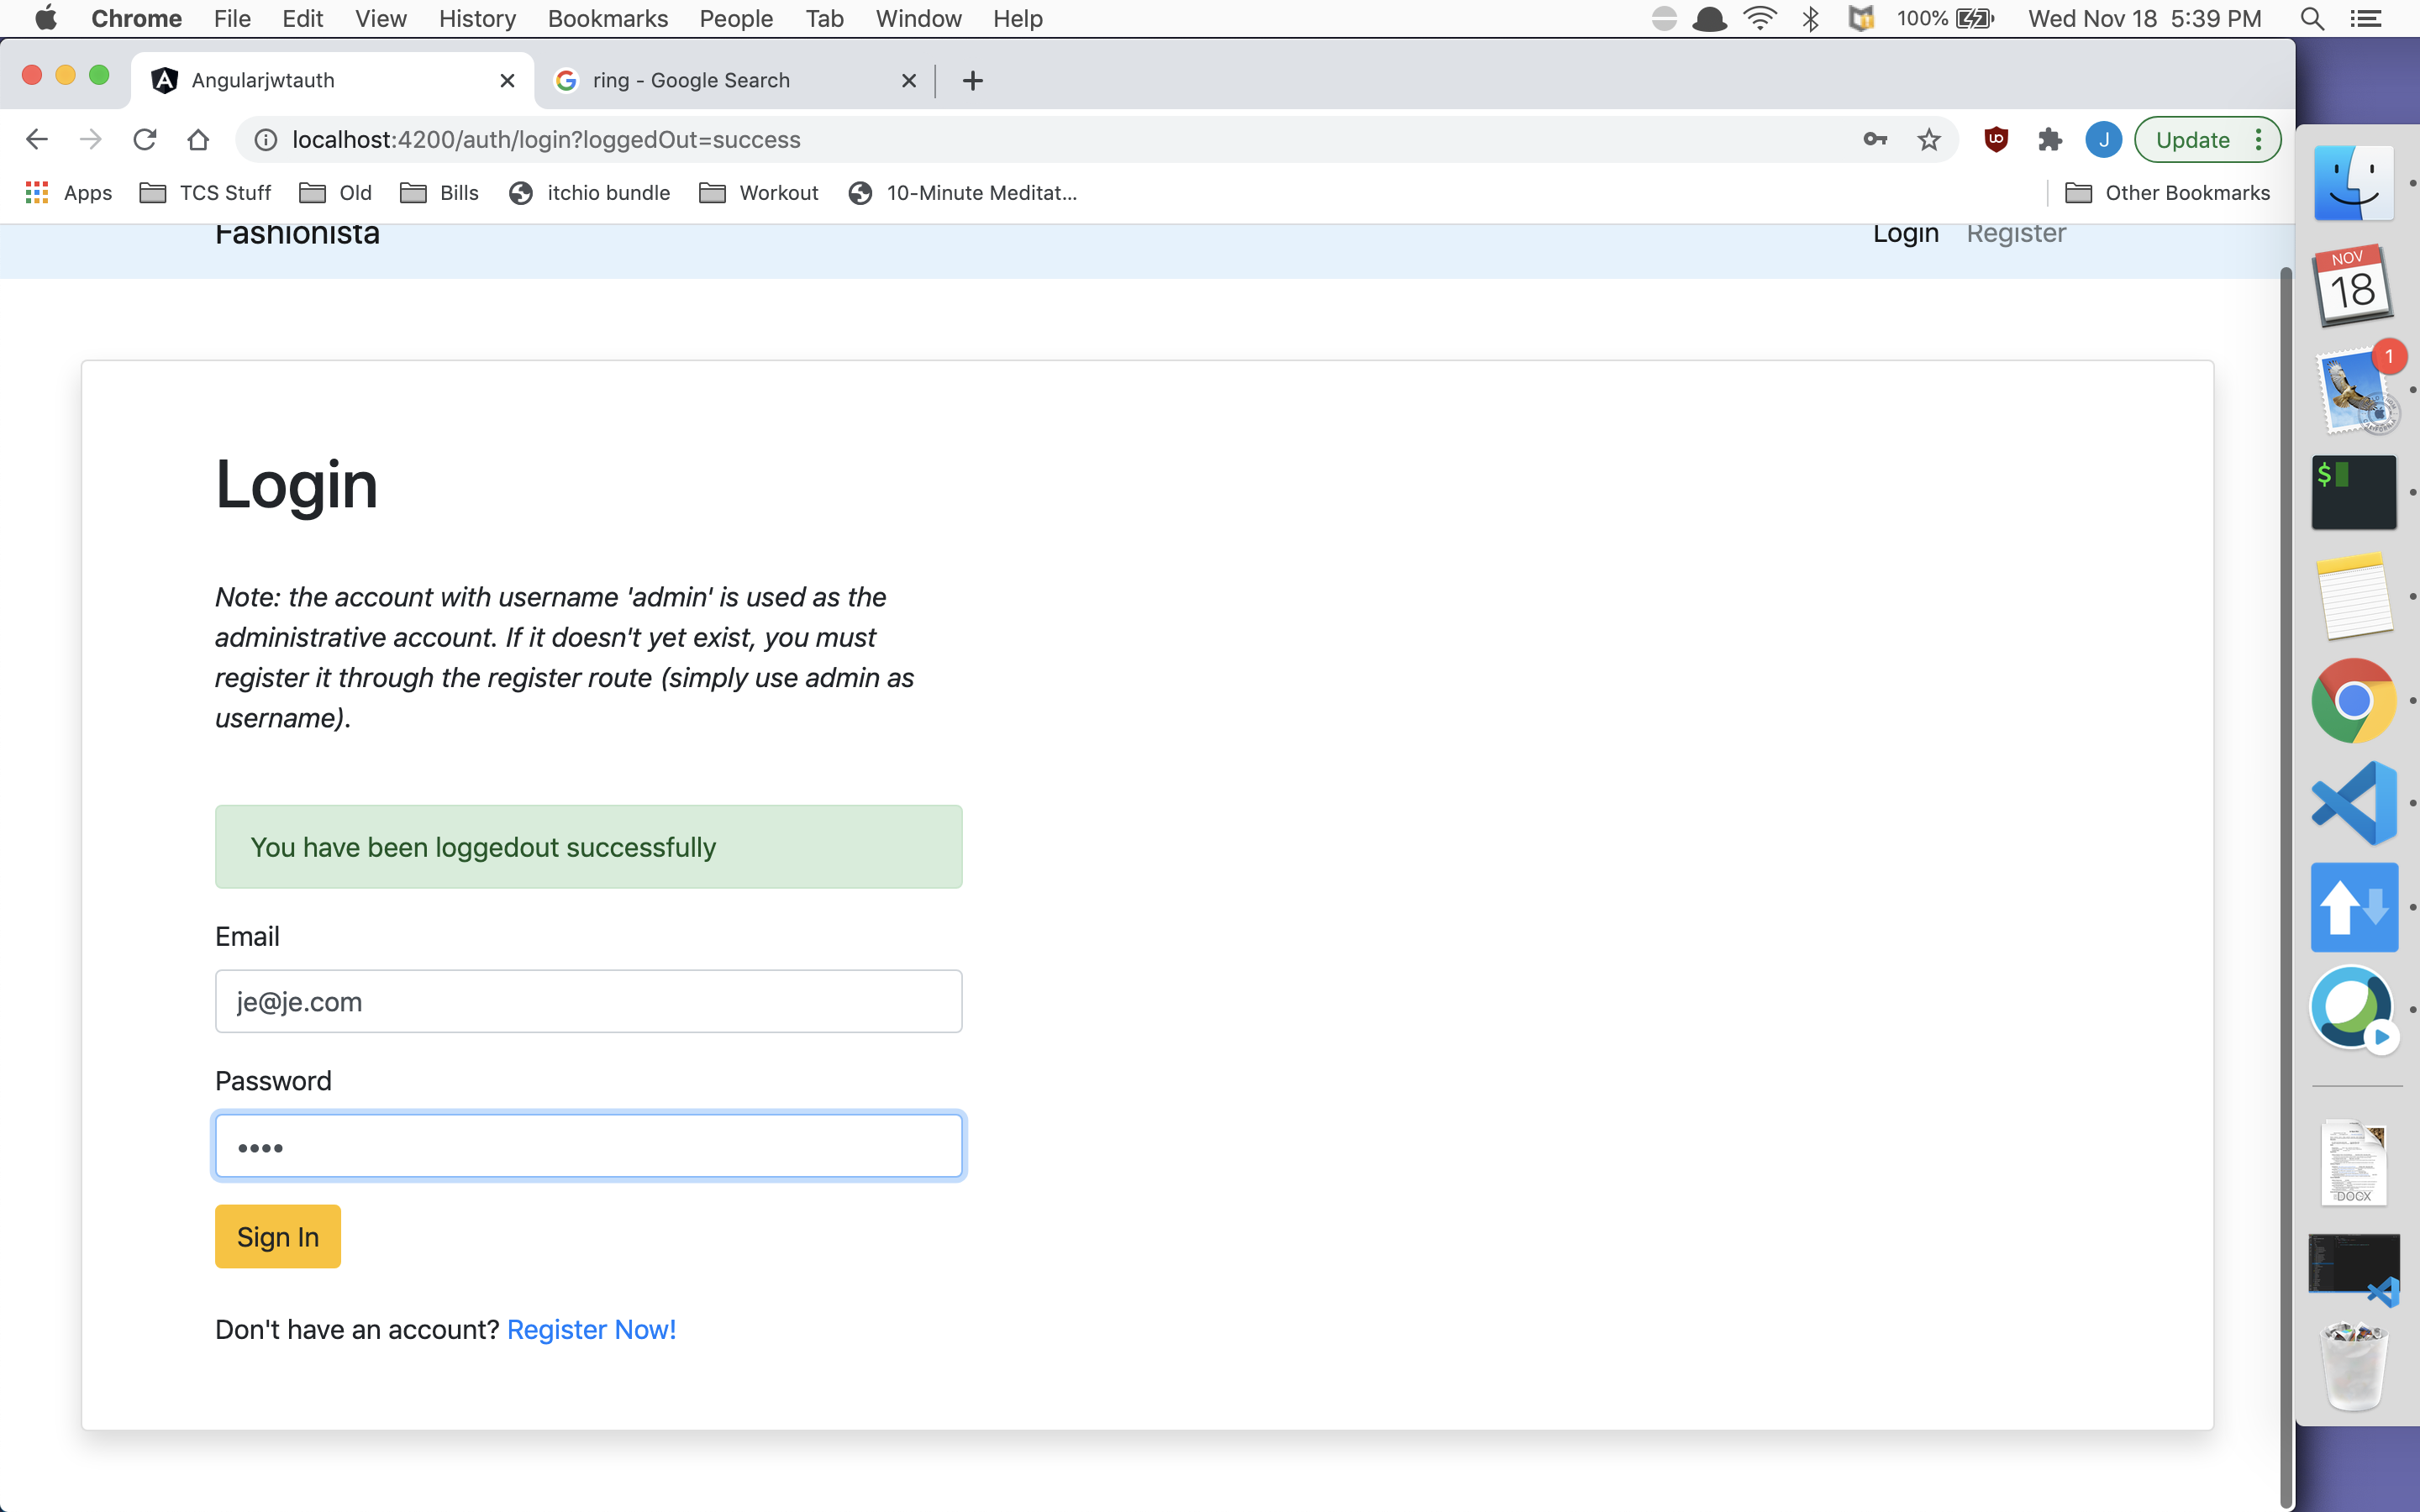 Chrome File Edit View History Bookmarks People Tab Window Help 100% Wed Nov 18 5:39 PM
Angularjwtauth ring - Google Search
localhost:4200/auth/login?loggedOut=success J Update
Apps TCS Stuff Old Bills itchio bundle Workout 10-Minute Meditat... Other Bookmarks
Fashionista Login Register
NOV
18
1
$
Login
Note: the account with username 'admin' is used as the
administrative account. If it doesn't yet exist, you must
register it through the register route (simply use admin as
username).
You have been loggedout successfully
Email
je@je.com
Password
••••
Sign In
Don't have an account? Register Now!
DOCX